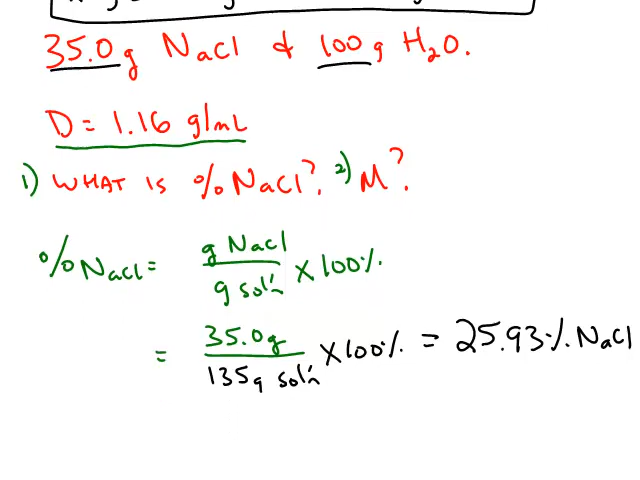 35.0g NaCl & 100g H2O.
D = 1.16 g/mL
1) WHAT IS % NaCl? 2) M?
% NaCl = g NaCl / g sol'n X 100%
= 35.0g / 135g sol'n X 100% = 25.93% NaCl